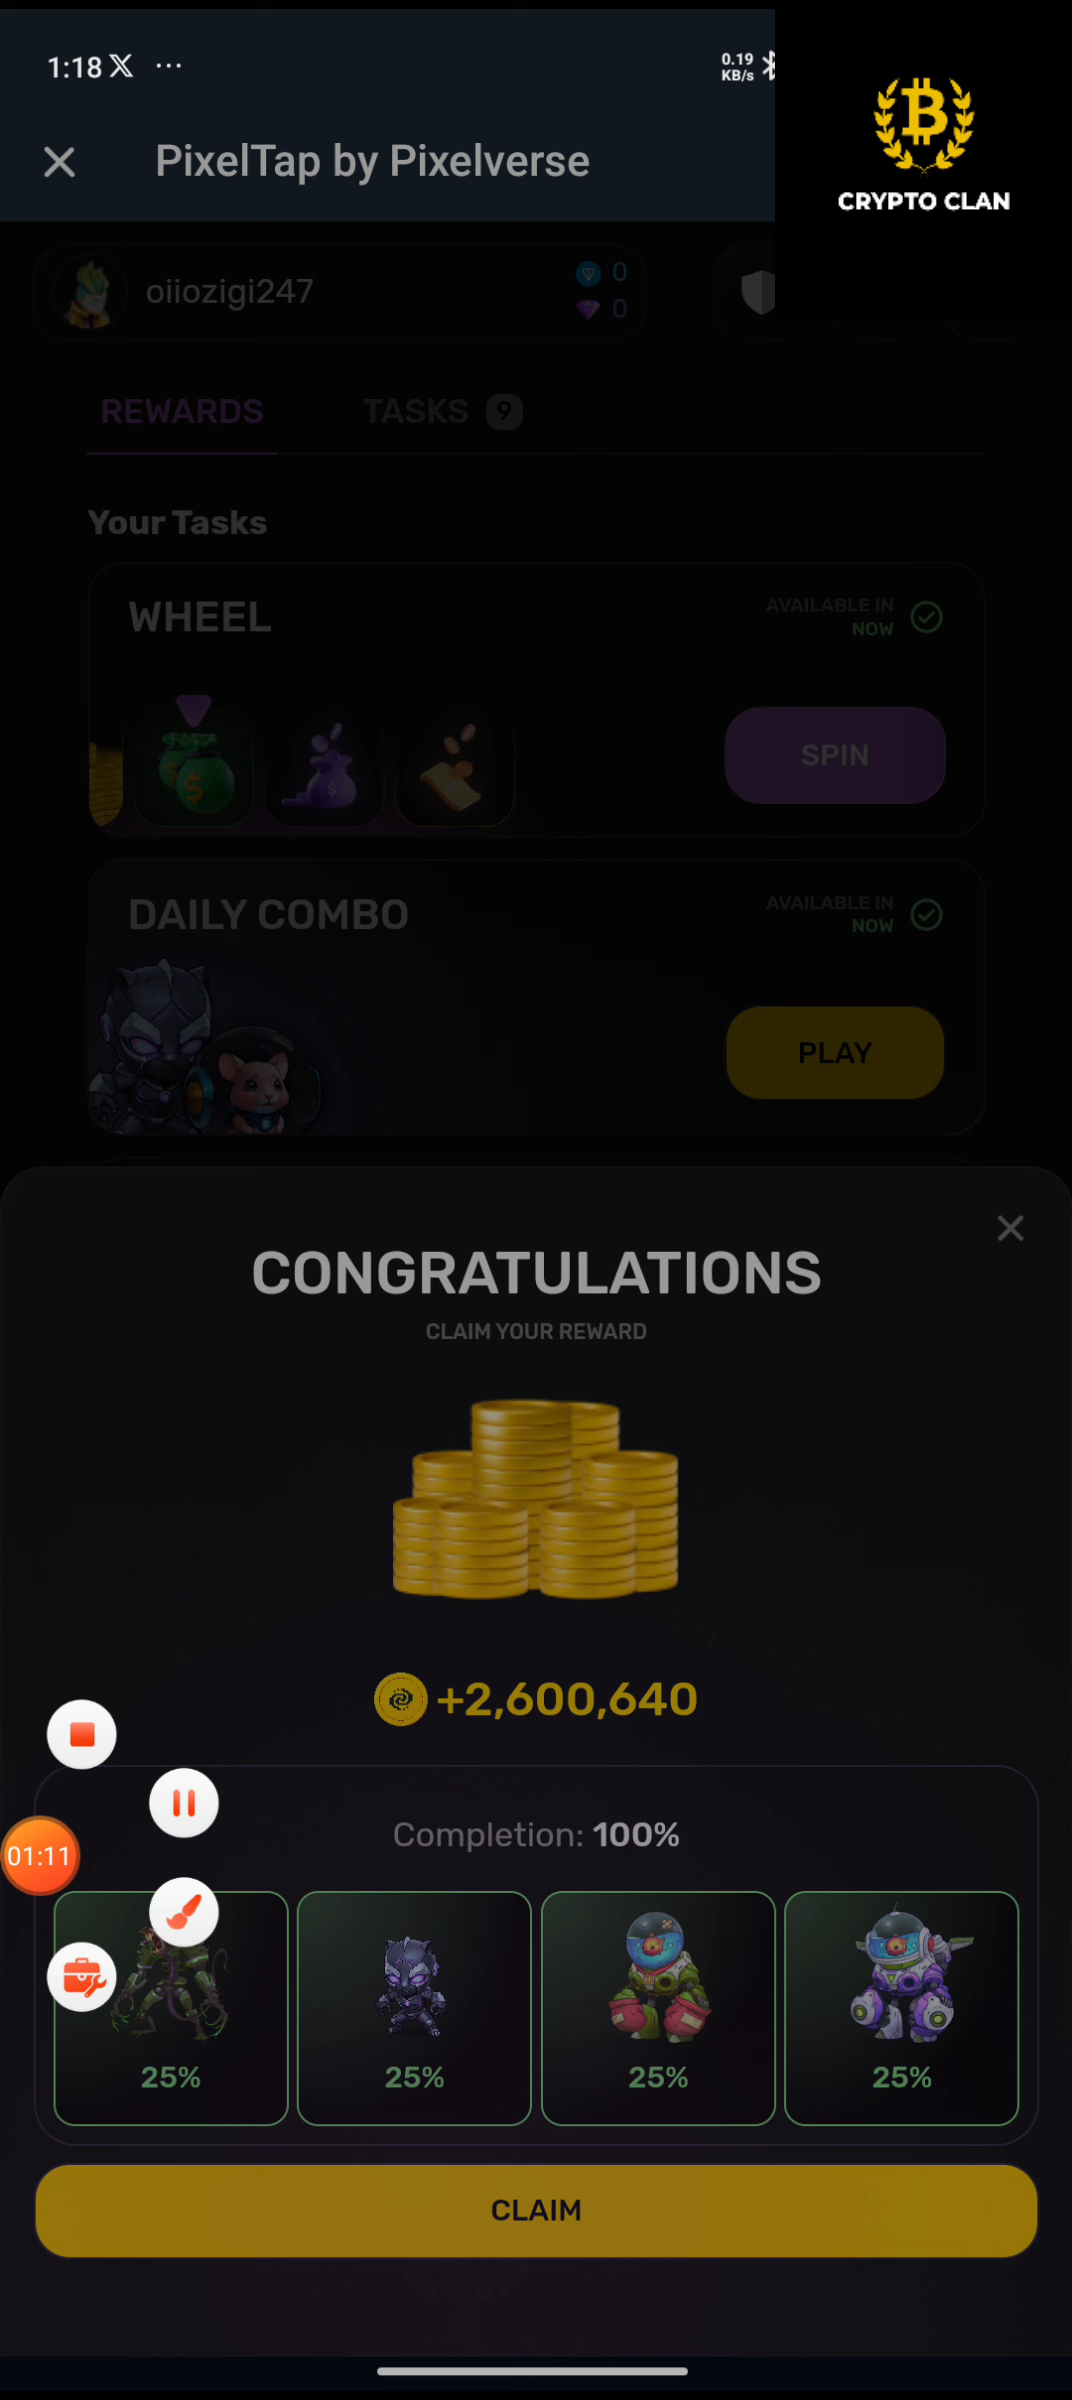 1:18 X ...
0.19
KB/s
CRYPTO CLAN
PixelTap by Pixelverse
oiiozigi247
0
0
REWARDS
TASKS 9
Your Tasks
WHEEL
AVAILABLE IN
NOW
SPIN
DAILY COMBO
AVAILABLE IN
NOW
PLAY
CONGRATULATIONS
CLAIM YOUR REWARD
+2,600,640
Completion: 100%
01:11
25%
25%
25%
25%
CLAIM